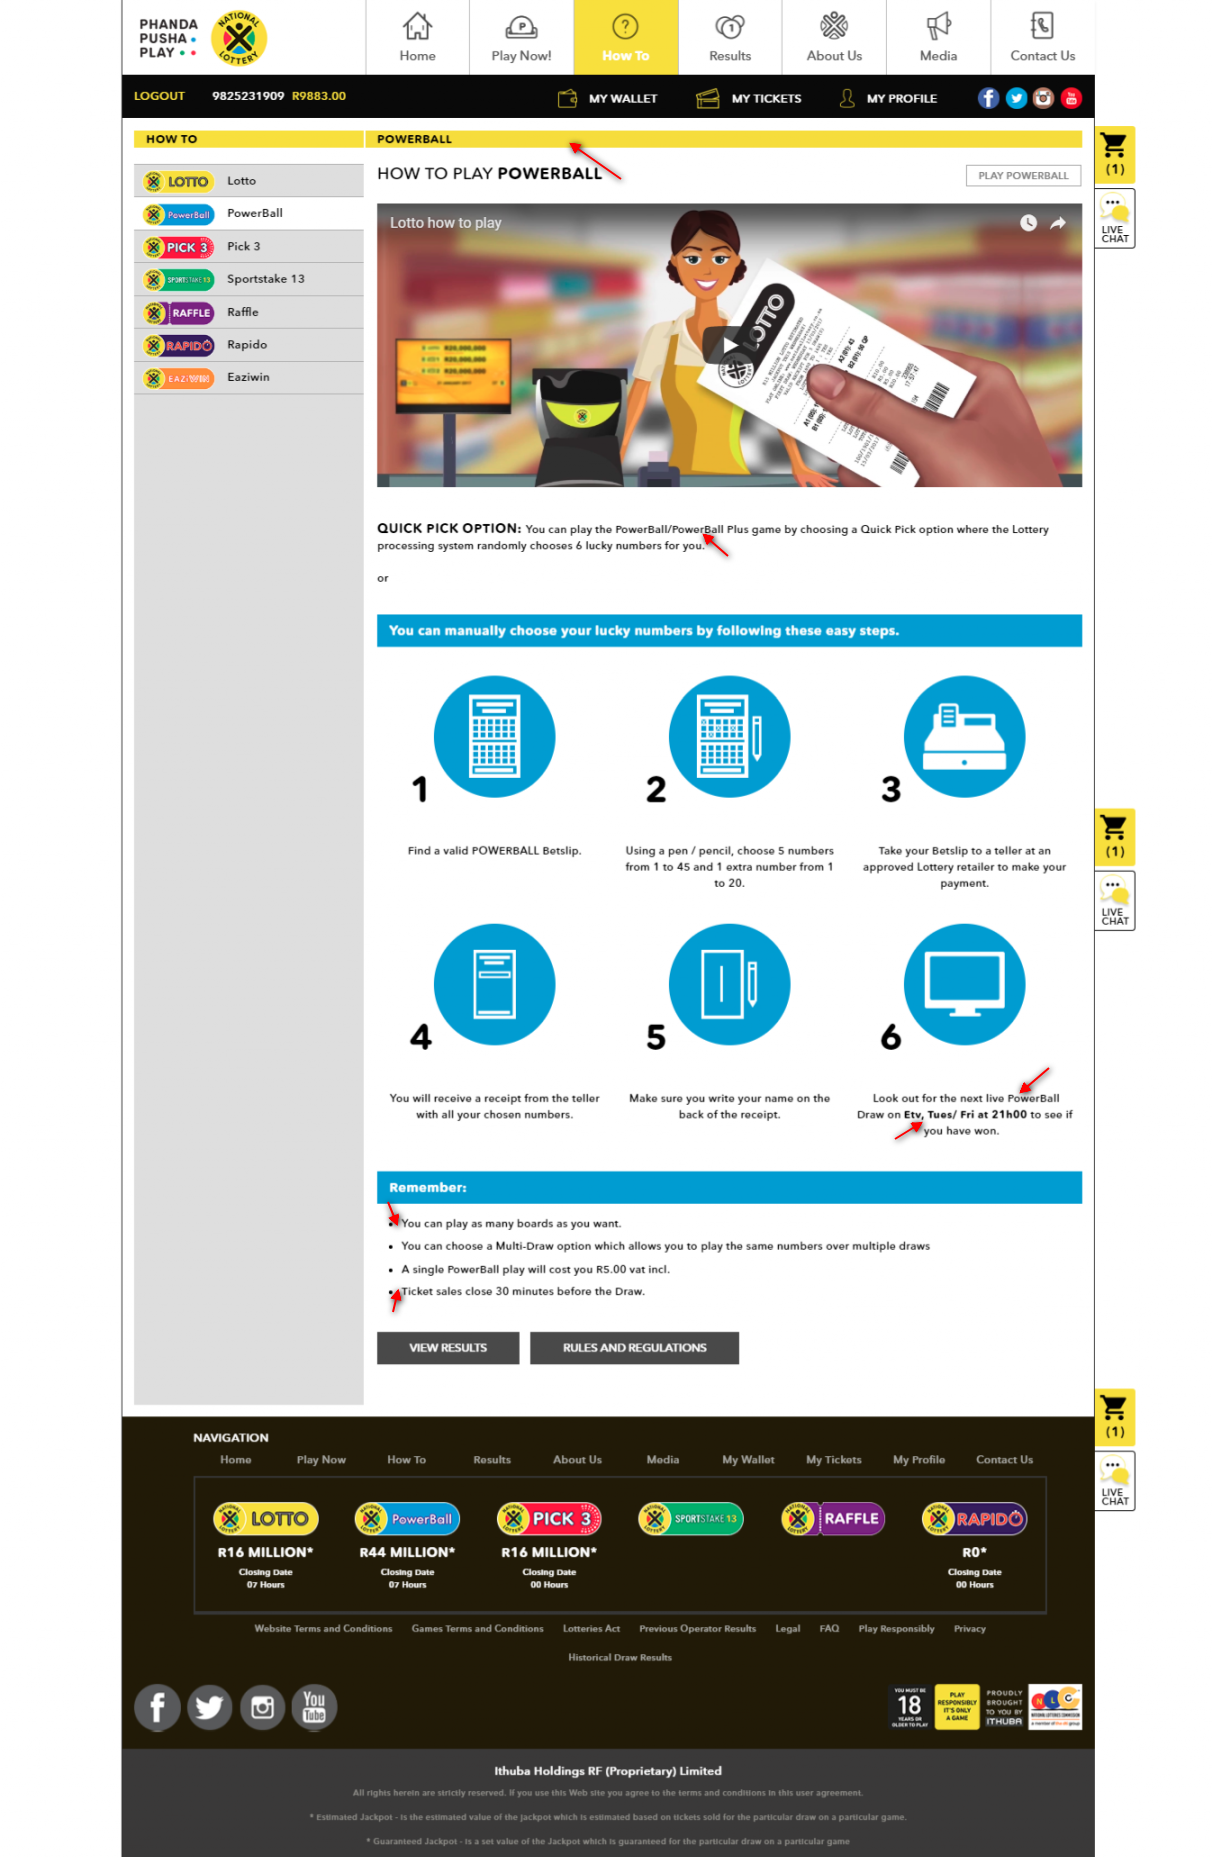 PHANDA
PUSHA
PLAY
NATIONAL
LOTTERY
Home
Play Now!
How To
Results
About Us
Media
Contact Us
LOGOUT 9825231909 R9883.00
MY WALLET
MY TICKETS
MY PROFILE
HOW TO
POWERBALL
(1)
LIVE
CHAT
LOTTO Lotto
PowerBall PowerBall
PICK 3 Pick 3
SPORTSTAKE 13 Sportstake 13
RAFFLE Raffle
RAPIDO Rapido
Eaziwin
HOW TO PLAY POWERBALL
PLAY POWERBALL
Lotto how to play
LOTTO
QUICK PICK OPTION: You can play the PowerBall/PowerBall Plus game by choosing a Quick Pick option where the Lottery
processing system randomly chooses 6 lucky numbers for you.
or
You can manually choose your lucky numbers by following these easy steps.
1
2
3
Find a valid POWERBALL Betslip.
Using a pen / pencil, choose 5 numbers
from 1 to 45 and 1 extra number from 1
to 20.
Take your Betslip to a teller at an
approved Lottery retailer to make your
payment.
(1)
LIVE
CHAT
4
5
6
You will receive a receipt from the teller
with all your chosen numbers.
Make sure you write your name on the
back of the receipt.
Look out for the next live PowerBall
Draw on Etv, Tues/ Fri at 21h00 to see if
you have won.
Remember:
• You can play as many boards as you want.
• You can choose a Multi-Draw option which allows you to play the same numbers over multiple draws
• A single PowerBall play will cost you R5.00 vat incl.
• Ticket sales close 30 minutes before the Draw.
VIEW RESULTS
RULES AND REGULATIONS
(1)
LIVE
CHAT
NAVIGATION
Home Play Now How To Results About Us Media My Wallet My Tickets My Profile Contact Us
LOTTO PowerBall PICK 3 SPORTSTAKE 13 RAFFLE RAPIDO
R16 MILLION* R44 MILLION* R16 MILLION* R0*
Closing Date Closing Date Closing Date Closing Date
07 Hours 07 Hours 00 Hours 00 Hours
Website Terms and Conditions Games Terms and Conditions Lotteries Act Previous Operator Results Legal FAQ Play Responsibly Privacy
Historical Draw Results
You
Tube
YOU MUST BE
18
YEARS OR
OLDER TO PLAY
PLAY
RESPONSIBLY
IT'S ONLY
A GAME
PROUDLY
BROUGHT
TO YOU BY
ITHUBA
NLC
Ithuba Holdings RF (Proprietary) Limited
All rights herein are strictly reserved. If you use this Web site you agree to the terms and conditions in this user agreement.
* Estimated Jackpot - is the estimated value of the jackpot which is estimated based on tickets sold for the particular draw on a particular game.
* Guaranteed Jackpot - is a set value of the Jackpot which is guaranteed for the particular draw on a particular game